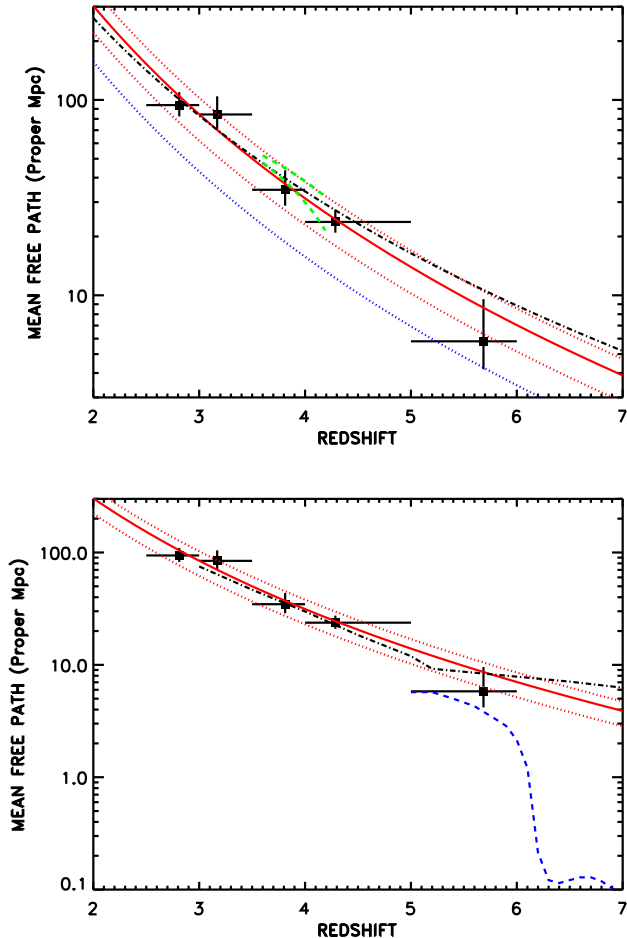 100
10
MEAN FREE PATH (Proper Mpc)
2 3 4 5 6 7
REDSHIFT
100.0
10.0
1.0
0.1
MEAN FREE PATH (Proper Mpc)
2 3 4 5 6 7
REDSHIFT